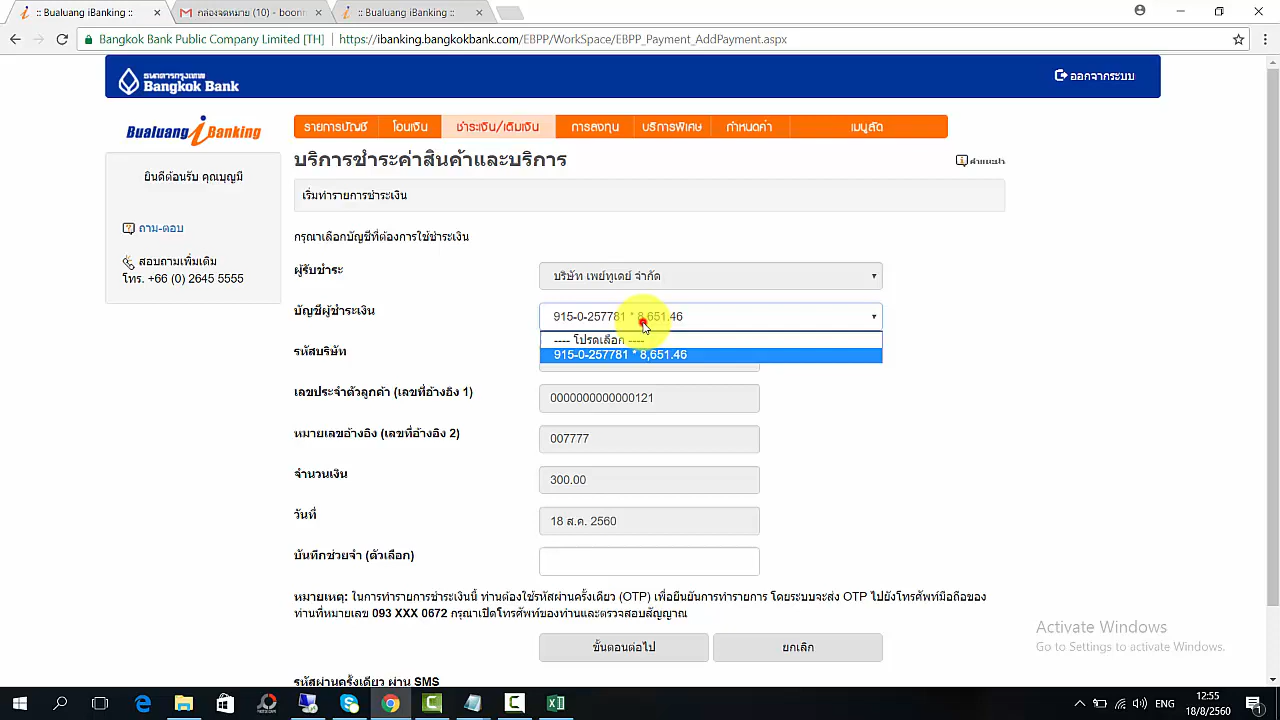 :: Bualuang iBanking
กล่องจดหมาย (10) - boonr
:: Bualuang iBanking ::
Bangkok Bank Public Company Limited [TH]
https://ibanking.bangkokbank.com/EBPP/WorkSpace/EBPP_Payment_AddPayment.aspx
ธนาคารกรุงเทพ
Bangkok Bank
ออกจากระบบ
Bualuang iBanking
รายการบัญชี
โอนเงิน
ชำระเงิน/เติมเงิน
การลงทุน
บริการพิเศษ
กำหนดค่า
เมนูลัด
บริการชำระค่าสินค้าและบริการ
คำแนะนำ
ยินดีต้อนรับ คุณบุญมี
เริ่มทำรายการชำระเงิน
ถาม-ตอบ
กรุณาเลือกบัญชีที่ต้องการใช้ชำระเงิน
สอบถามเพิ่มเติม
โทร. +66 (0) 2645 5555
ผู้รับชำระ
บริษัท เพย์ทูเดย์ จำกัด
บัญชีผู้ชำระเงิน
915-0-257781 * 8,651.46
---- โปรดเลือก ----
915-0-257781 * 8,651.46
รหัสบริษัท
เลขประจำตัวลูกค้า (เลขที่อ้างอิง 1)
0000000000000121
หมายเลขอ้างอิง (เลขที่อ้างอิง 2)
007777
จำนวนเงิน
300.00
วันที่
18 ส.ค. 2560
บันทึกช่วยจำ (ตัวเลือก)
หมายเหตุ: ในการทำรายการชำระเงินนี้ ท่านต้องใช้รหัสผ่านครั้งเดียว (OTP) เพื่อยืนยันการทำรายการ โดยระบบจะส่ง OTP ไปยังโทรศัพท์มือถือของ
ท่านที่หมายเลข 093 XXX 0672 กรุณาเปิดโทรศัพท์ของท่านและตรวจสอบสัญญาณ
ขั้นตอนต่อไป
ยกเลิก
รหัสผ่านครั้งเดียว ผ่าน SMS
Activate Windows
Go to Settings to activate Windows.
ENG
12:55
18/8/2560